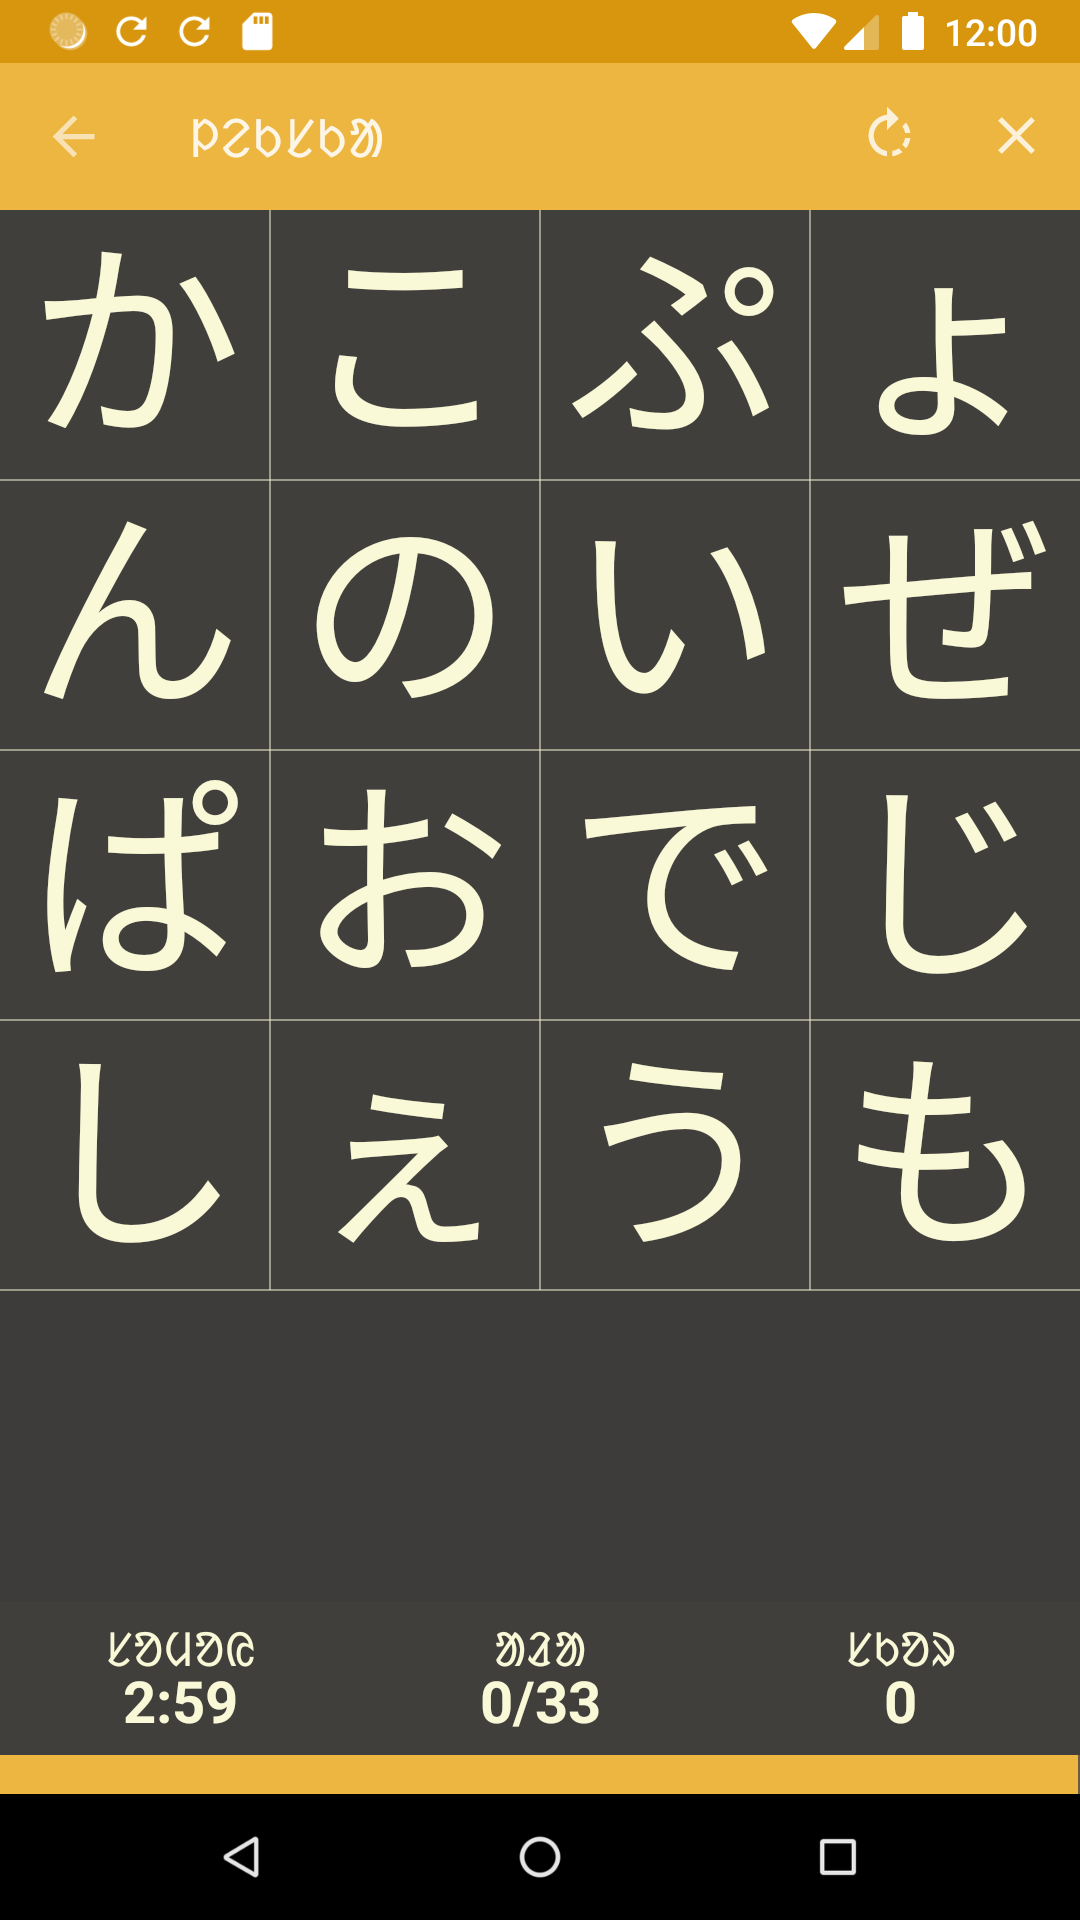 12:00
か こ ぷ ょ
ん の い ぜ
ぱ お で じ
し ぇ う も
2:59 0/33 0